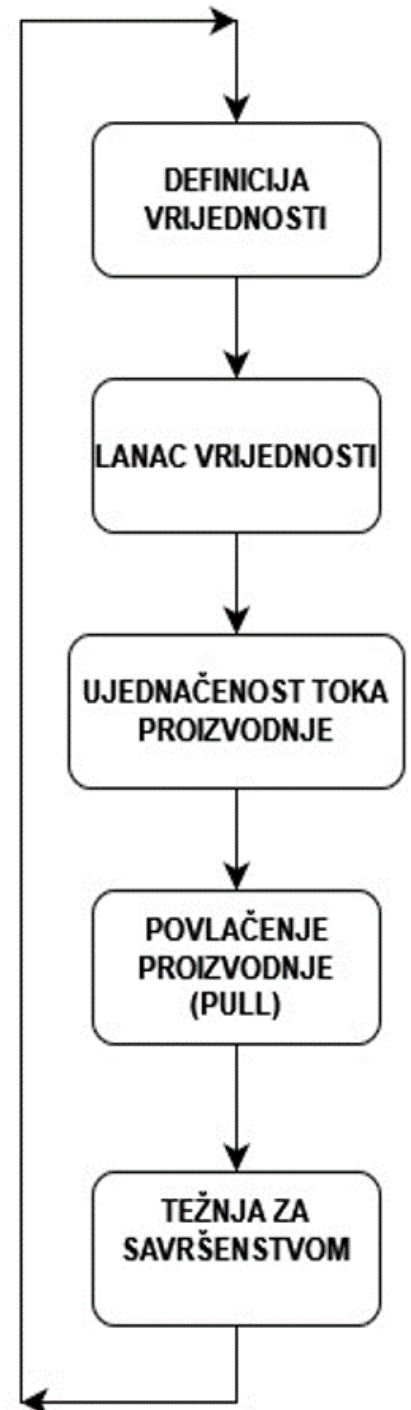 DEFINICIJA
VRIJEDNOSTI
LANAC VRIJEDNOSTI
UJEDNAČENOST TOKA
PROIZVODNJE
POVLAČENJE
PROIZVODNJE
(PULL)
TEŽNJA ZA
SAVRŠENSTVOM